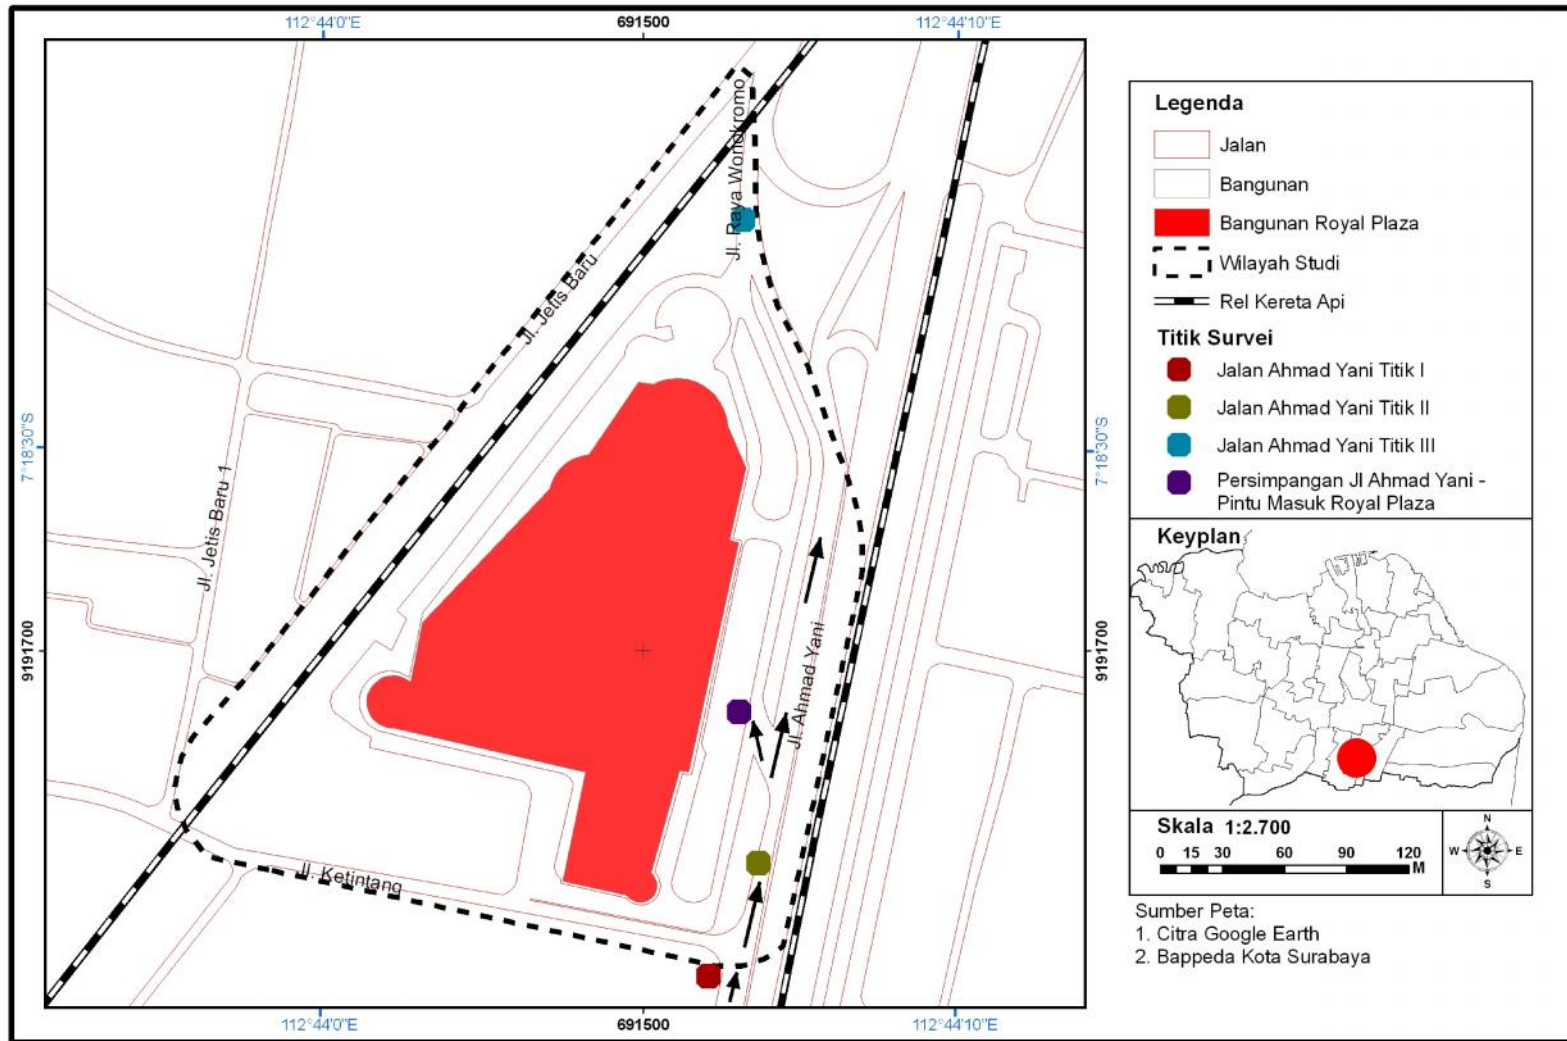 112°44'0"E
691500
112°44'10"E
Jl. Raya Wonokromo
Jl. Jetis Baru
7°18'30"S
7°18'30"S
Jl. Jetis Baru 1
9191700
9191700
Jl. Ahmad Yani
Jl. Ketintang
112°44'0"E
691500
112°44'10"E
Legenda
Jalan
Bangunan
Bangunan Royal Plaza
Wilayah Studi
Rel Kereta Api
Titik Survei
Jalan Ahmad Yani Titik I
Jalan Ahmad Yani Titik II
Jalan Ahmad Yani Titik III
Persimpangan Jl Ahmad Yani -
Pintu Masuk Royal Plaza
Keyplan
Skala 1:2.700
0 15 30 60 90 120
M
N
W E
S
Sumber Peta:
1. Citra Google Earth
2. Bappeda Kota Surabaya